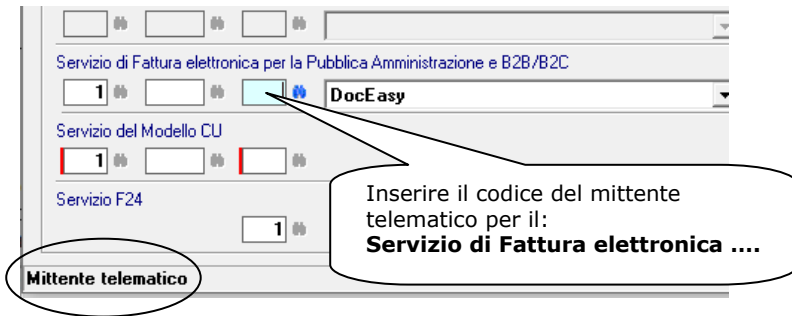 Servizio di Fattura elettronica per la Pubblica Amministrazione e B2B/B2C
1 DocEasy
Servizio del Modello CU
1
Servizio F24
1
Inserire il codice del mittente
telematico per il:
Servizio di Fattura elettronica ....
Mittente telematico